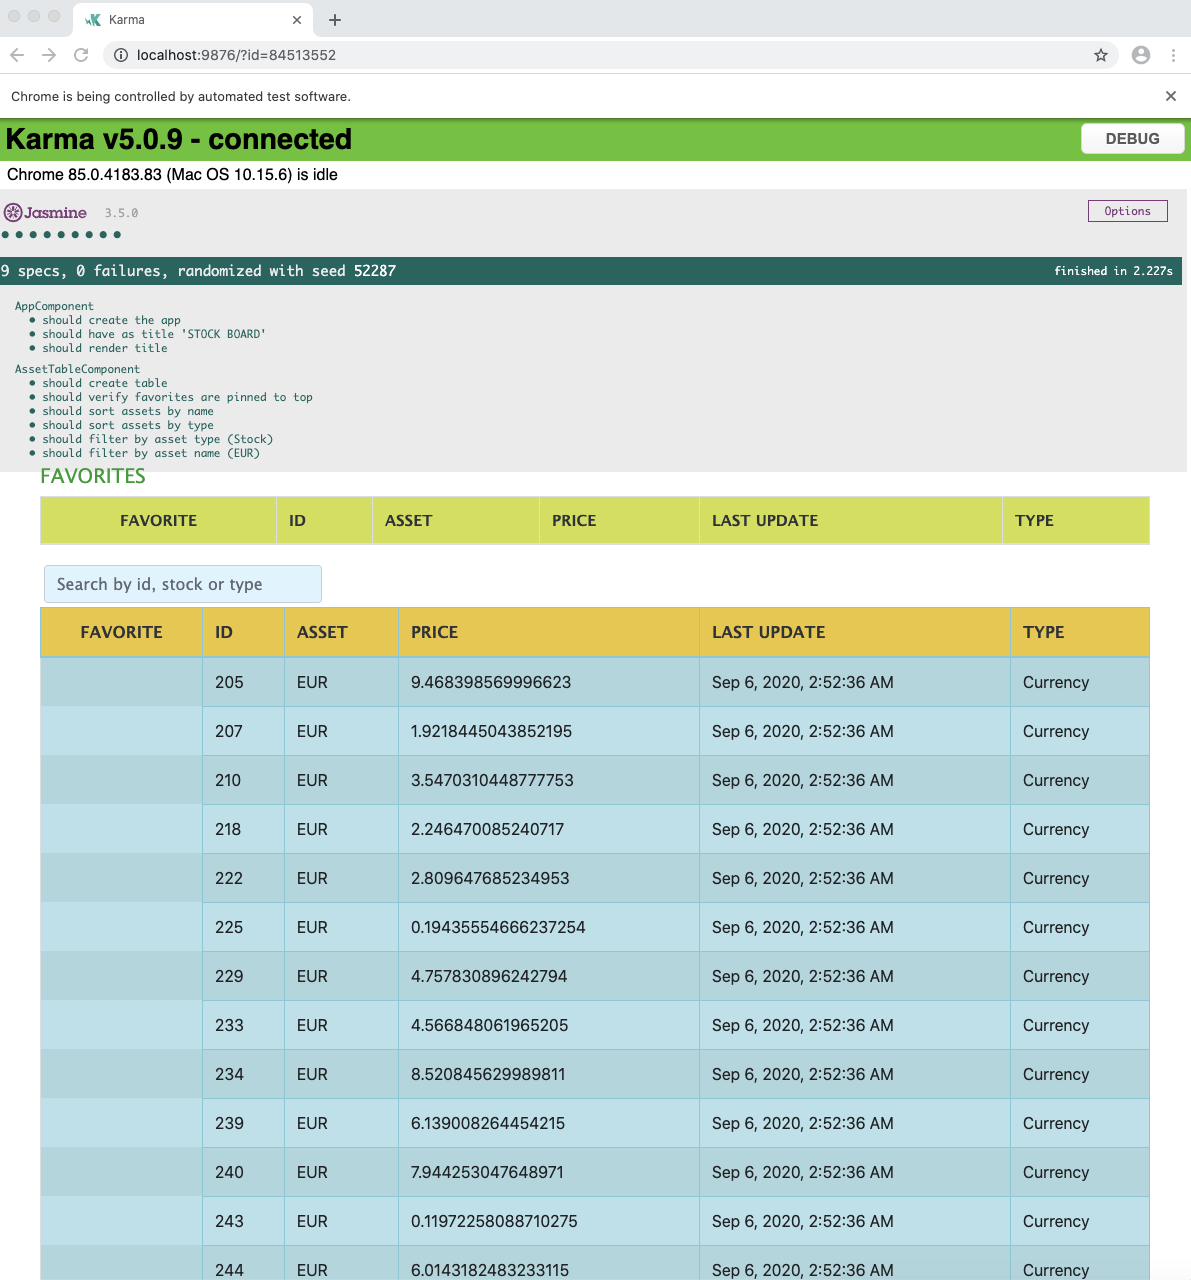 Karma
localhost:9876/?id=84513552
Chrome is being controlled by automated test software.
Karma v5.0.9 - connected
DEBUG
Chrome 85.0.4183.83 (Mac OS 10.15.6) is idle
Jasmine 3.5.0
Options
9 specs, 0 failures, randomized with seed 52287
finished in 2.227s
AppComponent
• should create the app
• should have as title 'STOCK BOARD'
• should render title
AssetTableComponent
• should create table
• should verify favorites are pinned to top
• should sort assets by name
• should sort assets by type
• should filter by asset type (Stock)
• should filter by asset name (EUR)
FAVORITES
FAVORITE ID ASSET PRICE LAST UPDATE TYPE
Search by id, stock or type
FAVORITE ID ASSET PRICE LAST UPDATE TYPE
205 EUR 9.468398569996623 Sep 6, 2020, 2:52:36 AM Currency
207 EUR 1.9218445043852195 Sep 6, 2020, 2:52:36 AM Currency
210 EUR 3.5470310448777753 Sep 6, 2020, 2:52:36 AM Currency
218 EUR 2.246470085240717 Sep 6, 2020, 2:52:36 AM Currency
222 EUR 2.809647685234953 Sep 6, 2020, 2:52:36 AM Currency
225 EUR 0.19435554666237254 Sep 6, 2020, 2:52:36 AM Currency
229 EUR 4.757830896242794 Sep 6, 2020, 2:52:36 AM Currency
233 EUR 4.566848061965205 Sep 6, 2020, 2:52:36 AM Currency
234 EUR 8.520845629989811 Sep 6, 2020, 2:52:36 AM Currency
239 EUR 6.139008264454215 Sep 6, 2020, 2:52:36 AM Currency
240 EUR 7.944253047648971 Sep 6, 2020, 2:52:36 AM Currency
243 EUR 0.11972258088710275 Sep 6, 2020, 2:52:36 AM Currency
244 EUR 6.0143182483233115 Sep 6, 2020, 2:52:36 AM Currency